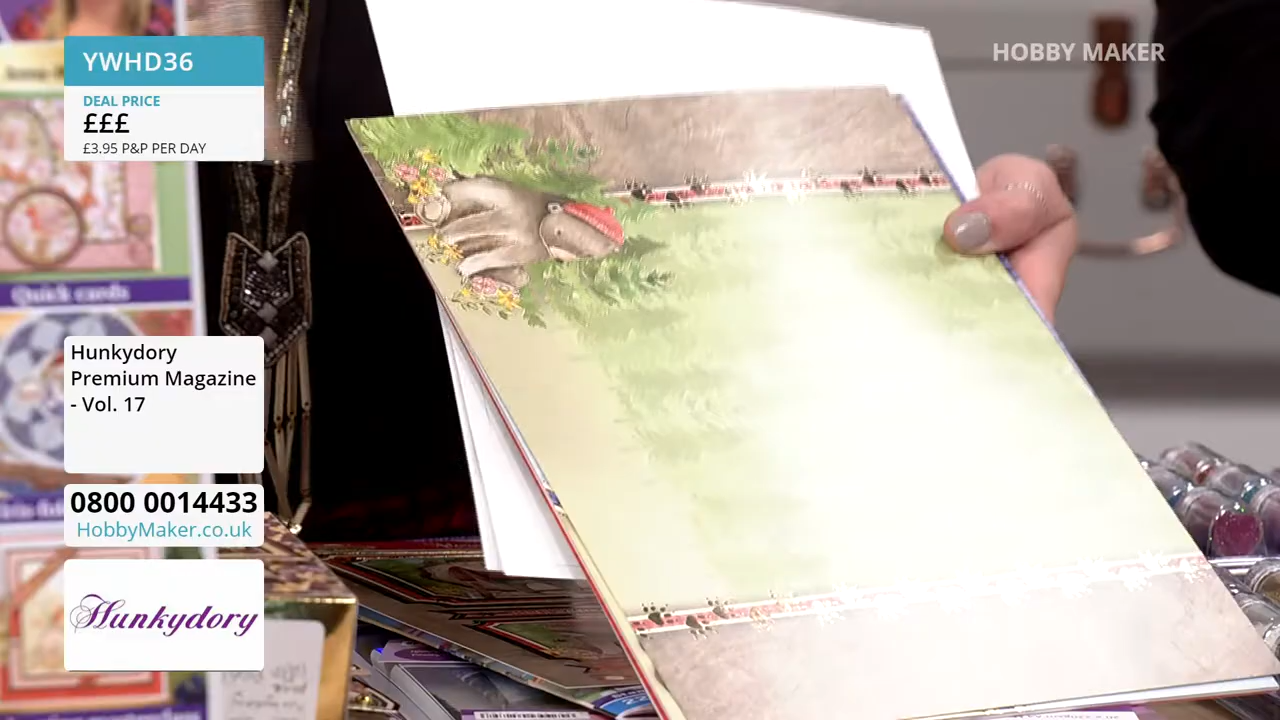 YWHD36
DEAL PRICE
£££
£3.95 P&P PER DAY
HOBBY MAKER
Quick cards
Hunkydory
Premium Magazine
- Vol. 17
0800 0014433
HobbyMaker.co.uk
Hunkydory